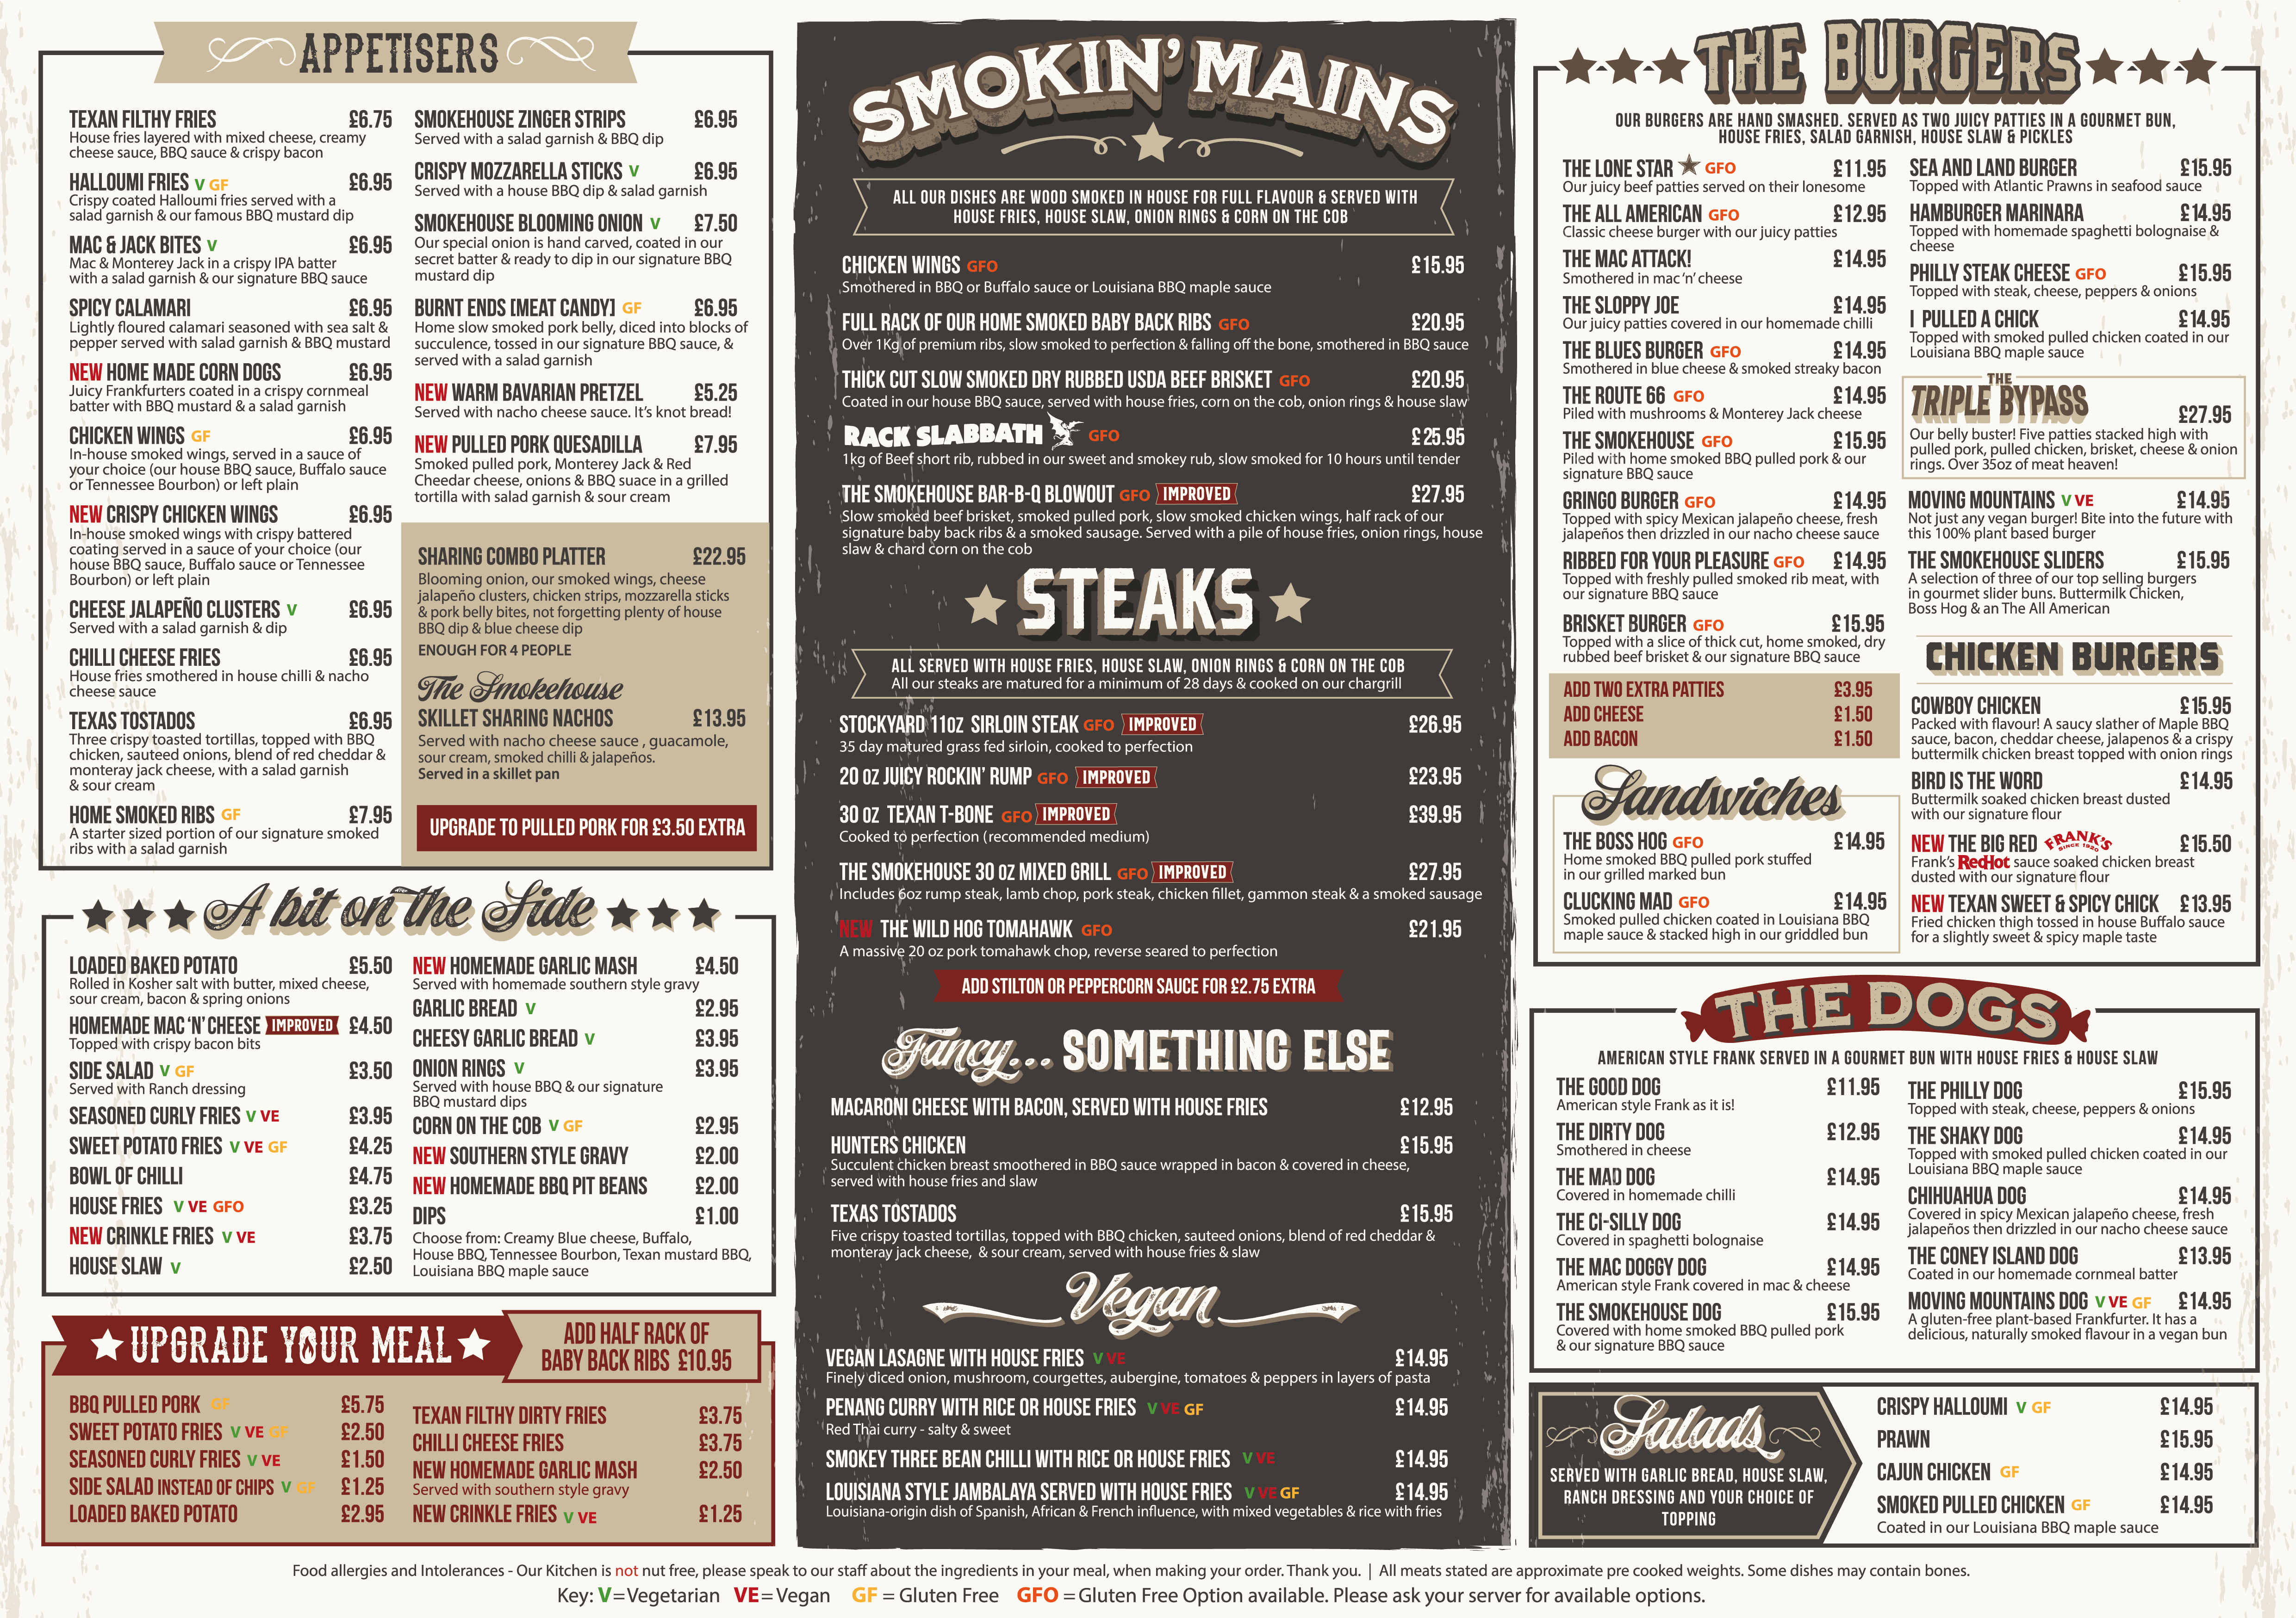 APPETISERS
TEXAN FILTHY FRIES £6.75
House fries layered with mixed cheese, creamy
cheese sauce, BBQ sauce & crispy bacon
HALLOUMI FRIES V GF £6.95
Crispy coated Halloumi fries served with a
salad garnish & our famous BBQ mustard dip
MAC & JACK BITES V £6.95
Mac & Monterey Jack in a crispy IPA batter
with a salad garnish & our signature BBQ sauce
SPICY CALAMARI £6.95
Lightly floured calamari seasoned with sea salt &
pepper served with salad garnish & BBQ mustard
NEW HOME MADE CORN DOGS £6.95
Juicy Frankfurters coated in a crispy cornmeal
batter with BBQ mustard & a salad garnish
CHICKEN WINGS GF £6.95
In-house smoked wings, served in a sauce of
your choice (our house BBQ sauce, Buffalo sauce
or Tennessee Bourbon) or left plain
NEW CRISPY CHICKEN WINGS £6.95
In-house smoked wings with crispy battered
coating served in a sauce of your choice (our
house BBQ sauce, Buffalo sauce or Tennessee
Bourbon) or left plain
CHEESE JALAPEÑO CLUSTERS V £6.95
Served with a salad garnish & dip
CHILLI CHEESE FRIES £6.95
House fries smothered in house chilli & nacho
cheese sauce
TEXAS TOSTADOS £6.95
Three crispy toasted tortillas, topped with BBQ
chicken, sauteed onions, blend of red cheddar &
monteray jack cheese, with a salad garnish
& sour cream
HOME SMOKED RIBS GF £7.95
A starter sized portion of our signature smoked
ribs with a salad garnish
SMOKEHOUSE ZINGER STRIPS £6.95
Served with a salad garnish & BBQ dip
CRISPY MOZZARELLA STICKS V £6.95
Served with a house BBQ dip & salad garnish
SMOKEHOUSE BLOOMING ONION V £7.50
Our special onion is hand carved, coated in our
secret batter & ready to dip in our signature BBQ
mustard dip
BURNT ENDS [MEAT CANDY] GF £6.95
Home slow smoked pork belly, diced into blocks of
succulence, tossed in our signature BBQ sauce, &
served with a salad garnish
NEW WARM BAVARIAN PRETZEL £5.25
Served with nacho cheese sauce. It's knot bread!
NEW PULLED PORK QUESADILLA £7.95
Smoked pulled pork, Monterey Jack & Red
Cheedar cheese, onions & BBQ suace in a grilled
tortilla with salad garnish & sour cream
SHARING COMBO PLATTER £22.95
Blooming onion, our smoked wings, cheese
jalapeño clusters, chicken strips, mozzarella sticks
& pork belly bites, not forgetting plenty of house
BBQ dip & blue cheese dip
ENOUGH FOR 4 PEOPLE
The Smokehouse
SKILLET SHARING NACHOS £13.95
Served with nacho cheese sauce , guacamole,
sour cream, smoked chilli & jalapeños.
Served in a skillet pan
UPGRADE TO PULLED PORK FOR £3.50 EXTRA
A bit on the Side
LOADED BAKED POTATO £5.50
Rolled in Kosher salt with butter, mixed cheese,
sour cream, bacon & spring onions
HOMEMADE MAC 'N' CHEESE IMPROVED £4.50
Topped with crispy bacon bits
SIDE SALAD V GF £3.50
Served with Ranch dressing
SEASONED CURLY FRIES V VE £3.95
SWEET POTATO FRIES V VE GF £4.25
BOWL OF CHILLI £4.75
HOUSE FRIES V VE GFO £3.25
NEW CRINKLE FRIES V VE £3.75
HOUSE SLAW V £2.50
NEW HOMEMADE GARLIC MASH £4.50
Served with homemade southern style gravy
GARLIC BREAD V £2.95
CHEESY GARLIC BREAD V £3.95
ONION RINGS V £3.95
Served with house BBQ & our signature
BBQ mustard dips
CORN ON THE COB V GF £2.95
NEW SOUTHERN STYLE GRAVY £2.00
NEW HOMEMADE BBQ PIT BEANS £2.00
DIPS £1.00
Choose from: Creamy Blue cheese, Buffalo,
House BBQ, Tennessee Bourbon, Texan mustard BBQ,
Louisiana BBQ maple sauce
UPGRADE YOUR MEAL
ADD HALF RACK OF
BABY BACK RIBS £10.95
BBQ PULLED PORK GF £5.75
SWEET POTATO FRIES V VE GF £2.50
SEASONED CURLY FRIES V VE £1.50
SIDE SALAD INSTEAD OF CHIPS V GF £1.25
LOADED BAKED POTATO £2.95
TEXAN FILTHY DIRTY FRIES £3.75
CHILLI CHEESE FRIES £3.75
NEW HOMEMADE GARLIC MASH £2.50
Served with southern style gravy
NEW CRINKLE FRIES V VE £1.25
SMOKIN' MAINS
ALL OUR DISHES ARE WOOD SMOKED IN HOUSE FOR FULL FLAVOUR & SERVED WITH
HOUSE FRIES, HOUSE SLAW, ONION RINGS & CORN ON THE COB
CHICKEN WINGS GFO £15.95
Smothered in BBQ or Buffalo sauce or Louisiana BBQ maple sauce
FULL RACK OF OUR HOME SMOKED BABY BACK RIBS GFO £20.95
Over 1Kg of premium ribs, slow smoked to perfection & falling off the bone, smothered in BBQ sauce
THICK CUT SLOW SMOKED DRY RUBBED USDA BEEF BRISKET GFO £20.95
Coated in our house BBQ sauce, served with house fries, corn on the cob, onion rings & house slaw
RACK SLABBATH GFO £25.95
1kg of Beef short rib, rubbed in our sweet and smokey rub, slow smoked for 10 hours until tender
THE SMOKEHOUSE BAR-B-Q BLOWOUT GFO IMPROVED £27.95
Slow smoked beef brisket, smoked pulled pork, slow smoked chicken wings, half rack of our
signature baby back ribs & a smoked sausage. Served with a pile of house fries, onion rings, house
slaw & chard corn on the cob
STEAKS
ALL SERVED WITH HOUSE FRIES, HOUSE SLAW, ONION RINGS & CORN ON THE COB
All our steaks are matured for a minimum of 28 days & cooked on our chargrill
STOCKYARD 11OZ SIRLOIN STEAK GFO IMPROVED £26.95
35 day matured grass fed sirloin, cooked to perfection
20 OZ JUICY ROCKIN' RUMP GFO IMPROVED £23.95
30 OZ TEXAN T-BONE GFO IMPROVED £39.95
Cooked to perfection (recommended medium)
THE SMOKEHOUSE 30 OZ MIXED GRILL GFO IMPROVED £27.95
Includes 6oz rump steak, lamb chop, pork steak, chicken fillet, gammon steak & a smoked sausage
NEW THE WILD HOG TOMAHAWK GFO £21.95
A massive 20 oz pork tomahawk chop, reverse seared to perfection
ADD STILTON OR PEPPERCORN SAUCE FOR £2.75 EXTRA
Fancy... SOMETHING ELSE
MACARONI CHEESE WITH BACON, SERVED WITH HOUSE FRIES £12.95
HUNTERS CHICKEN £15.95
Succulent chicken breast smoothered in BBQ sauce wrapped in bacon & covered in cheese,
served with house fries and slaw
TEXAS TOSTADOS £15.95
Five crispy toasted tortillas, topped with BBQ chicken, sauteed onions, blend of red cheddar &
monteray jack cheese, & sour cream, served with house fries & slaw
Vegan
VEGAN LASAGNE WITH HOUSE FRIES V VE £14.95
Finely diced onion, mushroom, courgettes, aubergine, tomatoes & peppers in layers of pasta
PENANG CURRY WITH RICE OR HOUSE FRIES V VE GF £14.95
Red Thai curry - salty & sweet
SMOKEY THREE BEAN CHILLI WITH RICE OR HOUSE FRIES V VE £14.95
LOUISIANA STYLE JAMBALAYA SERVED WITH HOUSE FRIES V VE GF £14.95
Louisiana-origin dish of Spanish, African & French influence, with mixed vegetables & rice with fries
THE BURGERS
OUR BURGERS ARE HAND SMASHED. SERVED AS TWO JUICY PATTIES IN A GOURMET BUN,
HOUSE FRIES, SALAD GARNISH, HOUSE SLAW & PICKLES
THE LONE STAR GFO £11.95
Our juicy beef patties served on their lonesome
THE ALL AMERICAN GFO £12.95
Classic cheese burger with our juicy patties
THE MAC ATTACK! £14.95
Smothered in mac 'n' cheese
THE SLOPPY JOE £14.95
Our juicy patties covered in our homemade chilli
THE BLUES BURGER GFO £14.95
Smothered in blue cheese & smoked streaky bacon
THE ROUTE 66 GFO £14.95
Piled with mushrooms & Monterey Jack cheese
THE SMOKEHOUSE GFO £15.95
Piled with home smoked BBQ pulled pork & our
signature BBQ sauce
GRINGO BURGER GFO £14.95
Topped with spicy Mexican jalapeño cheese, fresh
jalapeños then drizzled in our nacho cheese sauce
RIBBED FOR YOUR PLEASURE GFO £14.95
Topped with freshly pulled smoked rib meat, with
our signature BBQ sauce
BRISKET BURGER GFO £15.95
Topped with a slice of thick cut, home smoked, dry
rubbed beef brisket & our signature BBQ sauce
ADD TWO EXTRA PATTIES £3.95
ADD CHEESE £1.50
ADD BACON £1.50
Sandwiches
THE BOSS HOG GFO £14.95
Home smoked BBQ pulled pork stuffed
in our grilled marked bun
CLUCKING MAD GFO £14.95
Smoked pulled chicken coated in Louisiana BBQ
maple sauce & stacked high in our griddled bun
SEA AND LAND BURGER £15.95
Topped with Atlantic Prawns in seafood sauce
HAMBURGER MARINARA £14.95
Topped with homemade spaghetti bolognaise &
cheese
PHILLY STEAK CHEESE GFO £15.95
Topped with steak, cheese, peppers & onions
I PULLED A CHICK £14.95
Topped with smoked pulled chicken coated in our
Louisiana BBQ maple sauce
THE
TRIPLE BYPASS £27.95
Our belly buster! Five patties stacked high with
pulled pork, pulled chicken, brisket, cheese & onion
rings. Over 35oz of meat heaven!
MOVING MOUNTAINS V VE £14.95
Not just any vegan burger! Bite into the future with
this 100% plant based burger
THE SMOKEHOUSE SLIDERS £15.95
A selection of three of our top selling burgers
in gourmet slider buns. Buttermilk Chicken,
Boss Hog & an The All American
CHICKEN BURGERS
COWBOY CHICKEN £15.95
Packed with flavour! A saucy slather of Maple BBQ
sauce, bacon, cheddar cheese, jalapenos & a crispy
buttermilk chicken breast topped with onion rings
BIRD IS THE WORD £14.95
Buttermilk soaked chicken breast dusted
with our signature flour
NEW THE BIG RED FRANK'S SINCE 1920 £15.50
Frank's RedHot sauce soaked chicken breast
dusted with our signature flour
NEW TEXAN SWEET & SPICY CHICK £13.95
Fried chicken thigh tossed in house Buffalo sauce
for a slightly sweet & spicy maple taste
THE DOGS
AMERICAN STYLE FRANK SERVED IN A GOURMET BUN WITH HOUSE FRIES & HOUSE SLAW
THE GOOD DOG £11.95
American style Frank as it is!
THE DIRTY DOG £12.95
Smothered in cheese
THE MAD DOG £14.95
Covered in homemade chilli
THE CI-SILLY DOG £14.95
Covered in spaghetti bolognaise
THE MAC DOGGY DOG £14.95
American style Frank covered in mac & cheese
THE SMOKEHOUSE DOG £15.95
Covered with home smoked BBQ pulled pork
& our signature BBQ sauce
THE PHILLY DOG £15.95
Topped with steak, cheese, peppers & onions
THE SHAKY DOG £14.95
Topped with smoked pulled chicken coated in our
Louisiana BBQ maple sauce
CHIHUAHUA DOG £14.95
Covered in spicy Mexican jalapeño cheese, fresh
jalapeños then drizzled in our nacho cheese sauce
THE CONEY ISLAND DOG £13.95
Coated in our homemade cornmeal batter
MOVING MOUNTAINS DOG V VE GF £14.95
A gluten-free plant-based Frankfurter. It has a
delicious, naturally smoked flavour in a vegan bun
Salads
SERVED WITH GARLIC BREAD, HOUSE SLAW,
RANCH DRESSING AND YOUR CHOICE OF
TOPPING
CRISPY HALLOUMI V GF £14.95
PRAWN £15.95
CAJUN CHICKEN GF £14.95
SMOKED PULLED CHICKEN GF £14.95
Coated in our Louisiana BBQ maple sauce
Food allergies and Intolerances - Our Kitchen is not nut free, please speak to our staff about the ingredients in your meal, when making your order. Thank you. | All meats stated are approximate pre cooked weights. Some dishes may contain bones.
Key: V=Vegetarian VE=Vegan GF = Gluten Free GFO =Gluten Free Option available. Please ask your server for available options.